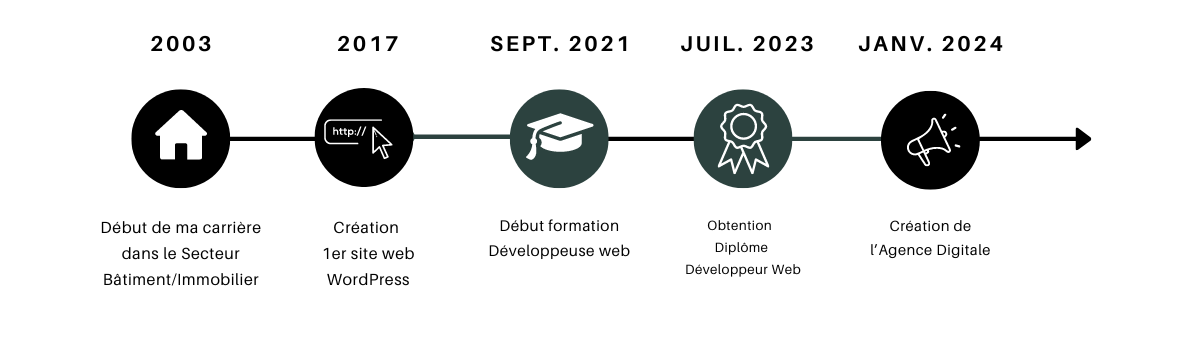 2003
2017
SEPT. 2021
JUIL. 2023
JANV. 2024
http://
Début de ma carrière
dans le Secteur
Bâtiment/Immobilier
Création
1er site web
WordPress
Début formation
Développeuse web
Obtention
Diplôme
Développeur Web
Création de
l’Agence Digitale